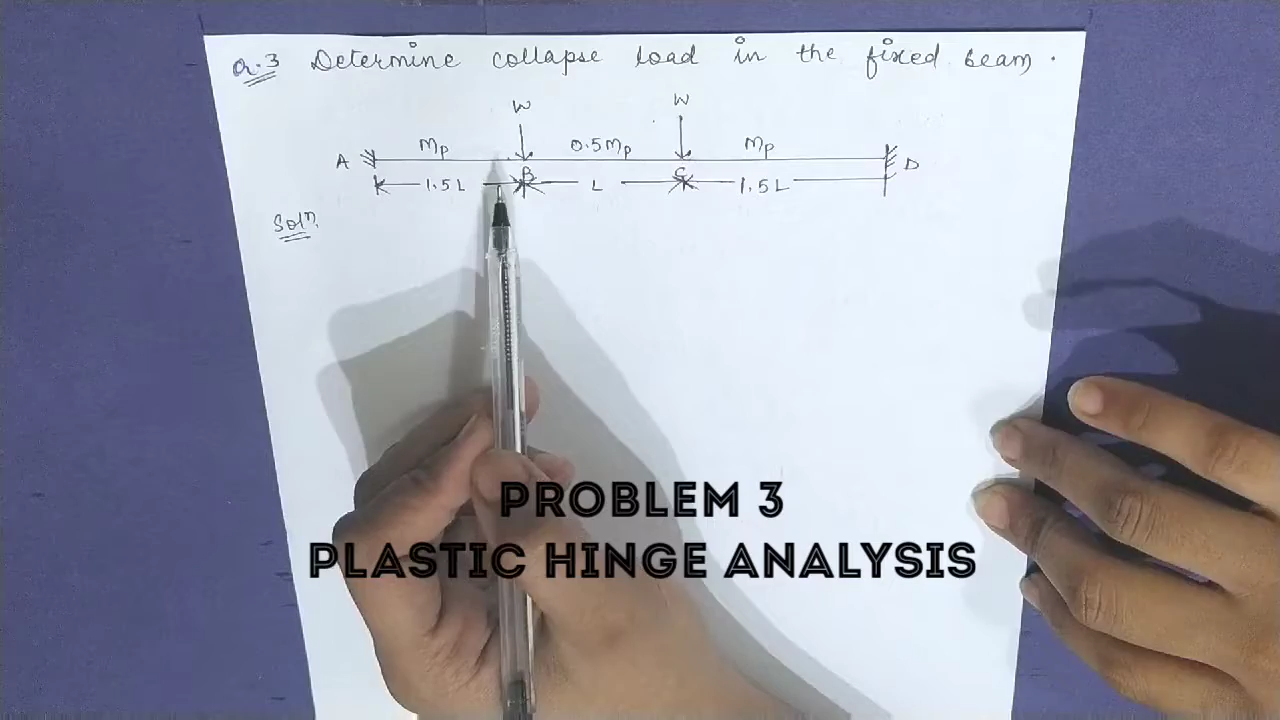 Q.3 Determine collapse load in the fixed beam.
W W
A Mp 0.5Mp Mp D
B C
1.5L L 1.5L
Solⁿ.
PROBLEM 3
PLASTIC HINGE ANALYSIS